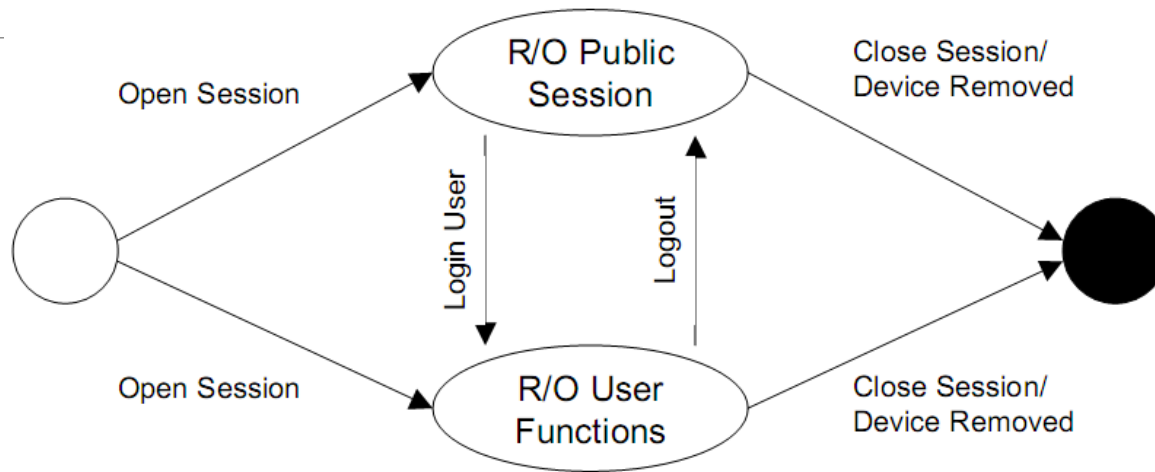 R/O Public
Session
Close Session/
Device Removed
Open Session
Login User
Logout
Open Session
R/O User
Functions
Close Session/
Device Removed